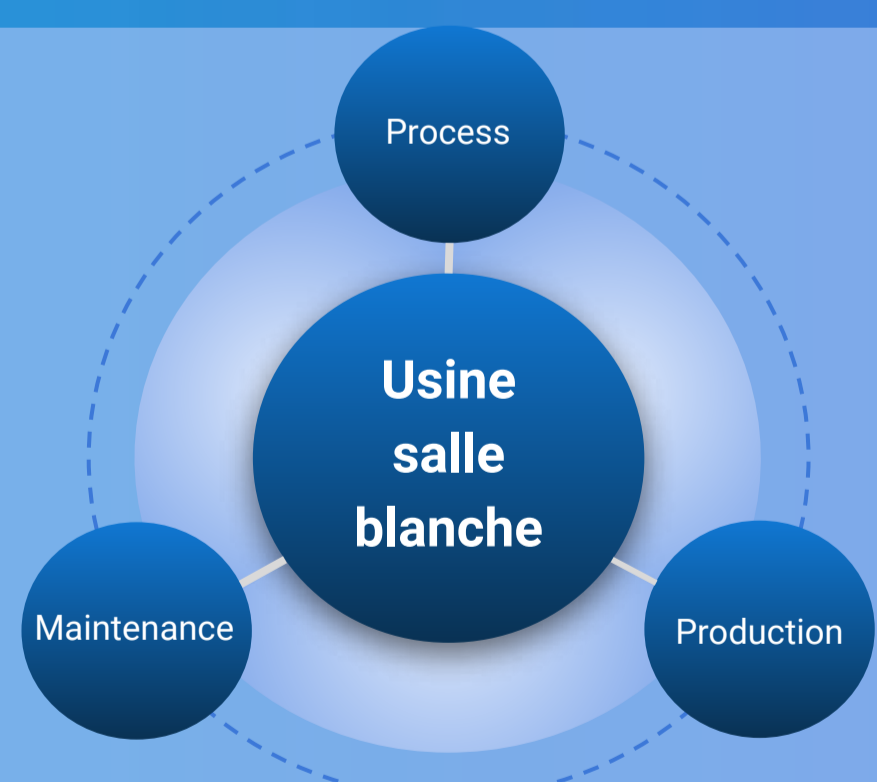 Process
Usine
salle
blanche
Maintenance
Production